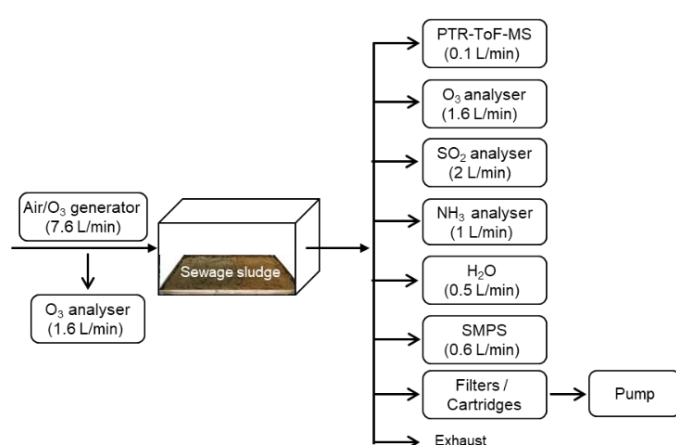 PTR-ToF-MS
(0.1 L/min)
O₃ analyser
(1.6 L/min)
SO₂ analyser
(2 L/min)
Air/O₃ generator
(7.6 L/min)
NH₃ analyser
(1 L/min)
Sewage sludge
H₂O
(0.5 L/min)
O₃ analyser
(1.6 L/min)
SMPS
(0.6 L/min)
Filters /
Cartridges
Pump
Exhaust